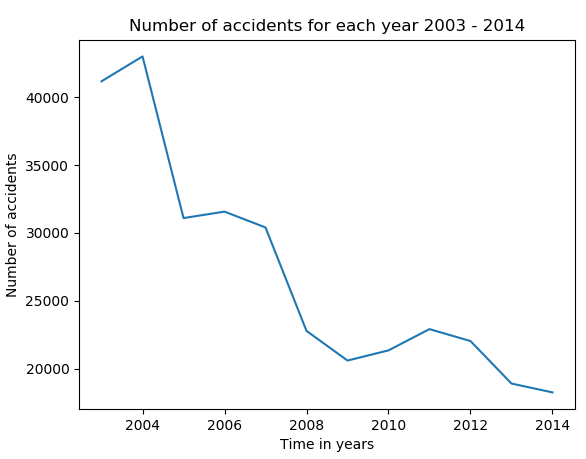 Number of accidents for each year 2003 - 2014
Number of accidents
40000
35000
30000
25000
20000
2004 2006 2008 2010 2012 2014
Time in years